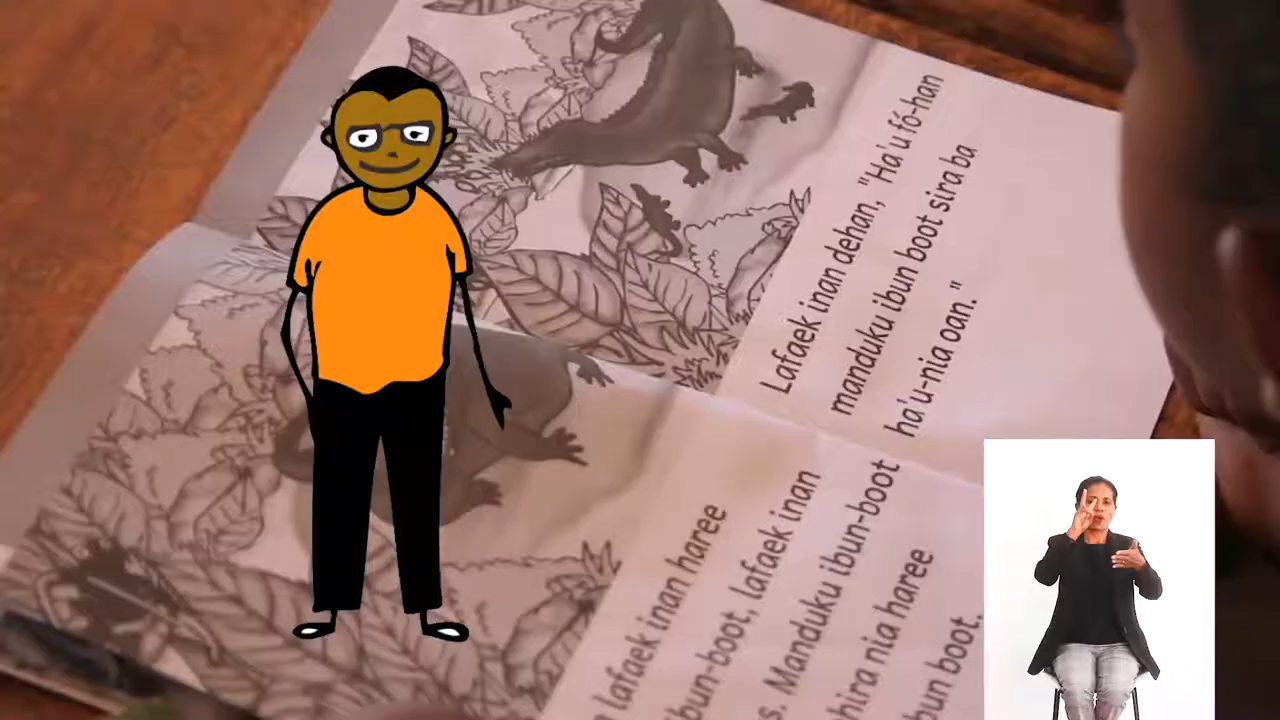 Lafaek inan dehan, "Ha'u fó-han
manduku ibun boot sira ba
ha'u-nia oan."
lafaek inan haree
ibun-boot, lafaek inan
s. Manduku ibun-boot
hira nia haree
bun boot.